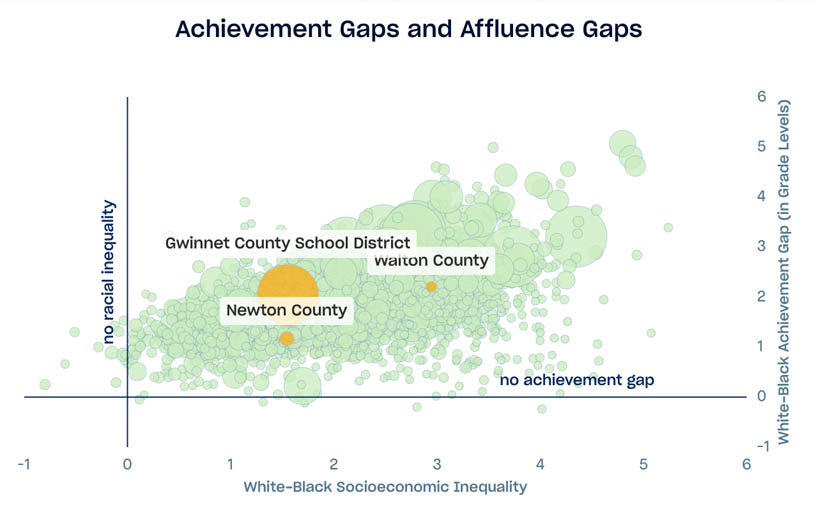 Achievement Gaps and Affluence Gaps
6
5
4
3
2
1
0
-1
White-Black Achievement Gap (in Grade Levels)
no racial inequality
Gwinnet County School District
Walton County
Newton County
no achievement gap
-1 0 1 2 3 4 5 6
White-Black Socioeconomic Inequality